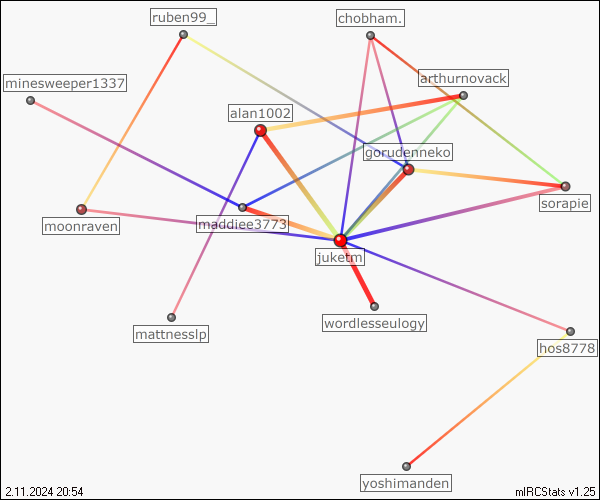 ruben99_
chobham.
minesweeper1337
arthurnovack
alan1002
gorudenneko
sorapie
moonraven
maddiee3773
juketm
wordlesseulogy
mattnesslp
hos8778
yoshimanden
2.11.2024 20:54
mIRCStats v1.25